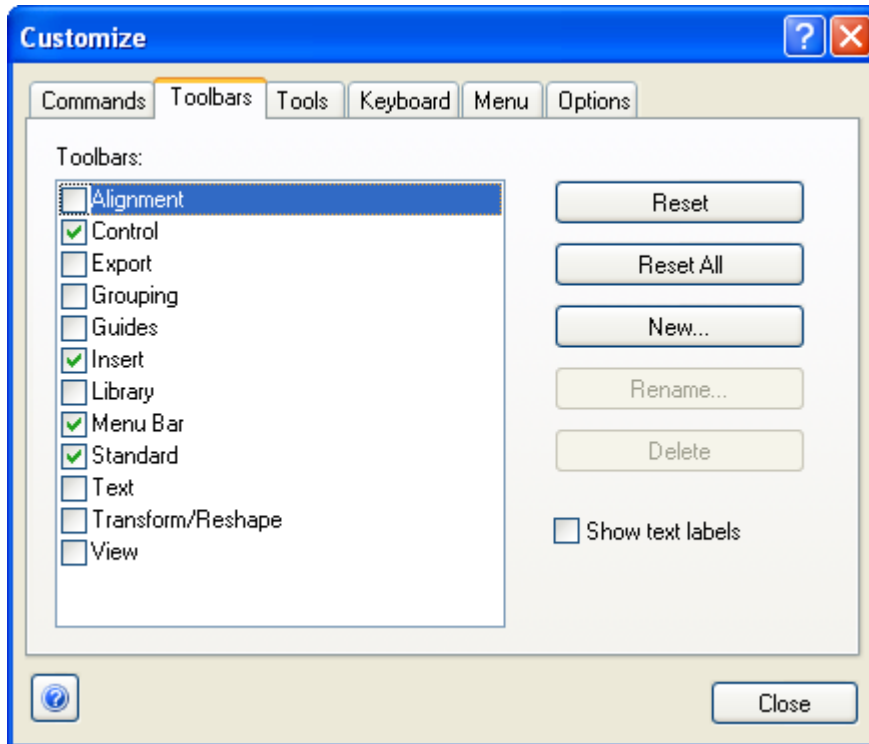 Customize
Commands Toolbars Tools Keyboard Menu Options
Toolbars:
Alignment
Control
Export
Grouping
Guides
Insert
Library
Menu Bar
Standard
Text
Transform/Reshape
View
Reset
Reset All
New...
Rename...
Delete
Show text labels
Close